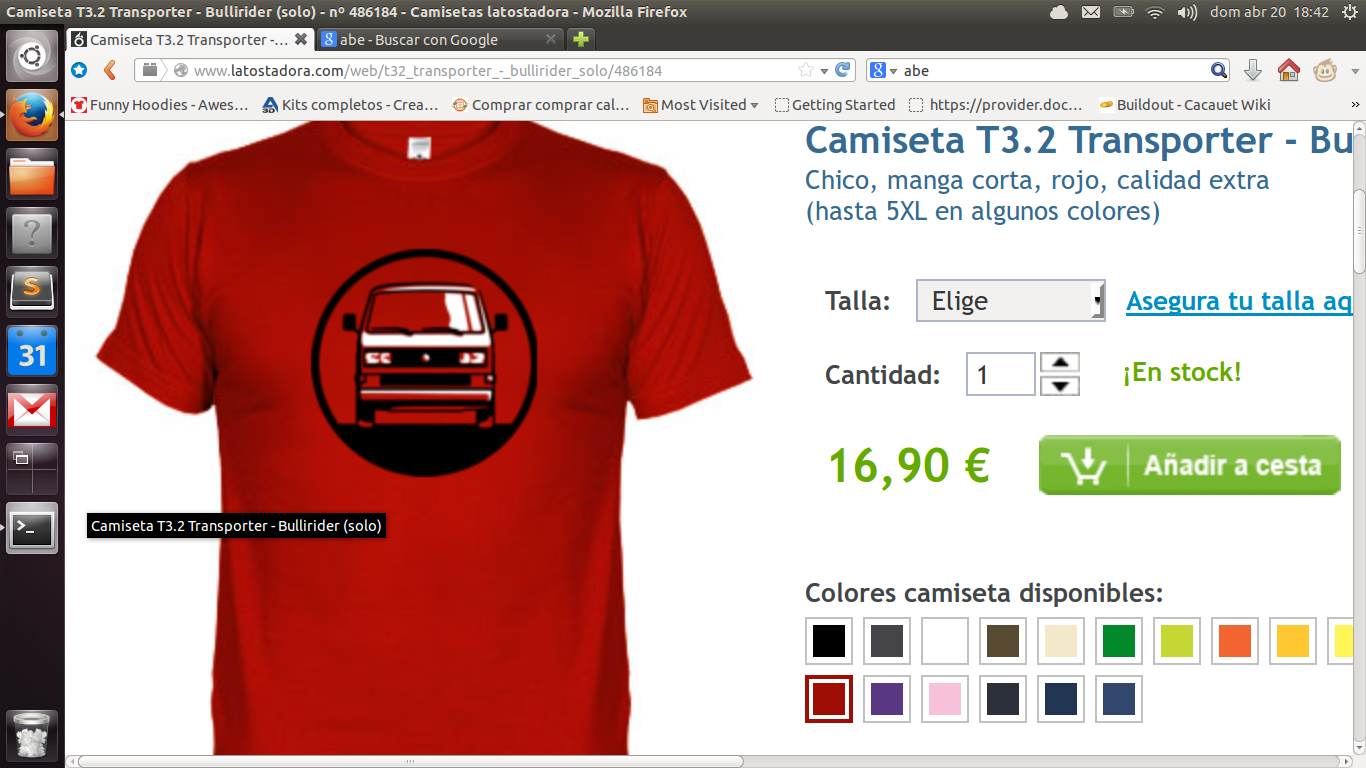 Camiseta T3.2 Transporter - Bullirider (solo) - nº 486184 - Camisetas latostadora - Mozilla Firefox
dom abr 20 18:42
Camiseta T3.2 Transporter -...
abe - Buscar con Google
www.latostadora.com/web/t32_transporter_-_bullirider_solo/486184
abe
Funny Hoodies - Awes...
Kits completos - Crea...
Comprar comprar cal...
Most Visited
Getting Started
https://provider.doc...
Buildout - Cacauet Wiki
»
Camiseta T3.2 Transporter - Bu
Chico, manga corta, rojo, calidad extra
(hasta 5XL en algunos colores)
Talla:
Elige
Asegura tu talla aq
Cantidad:
1
¡En stock!
16,90 €
Añadir a cesta
Camiseta T3.2 Transporter - Bullirider (solo)
Colores camiseta disponibles:
?
S
31
>_